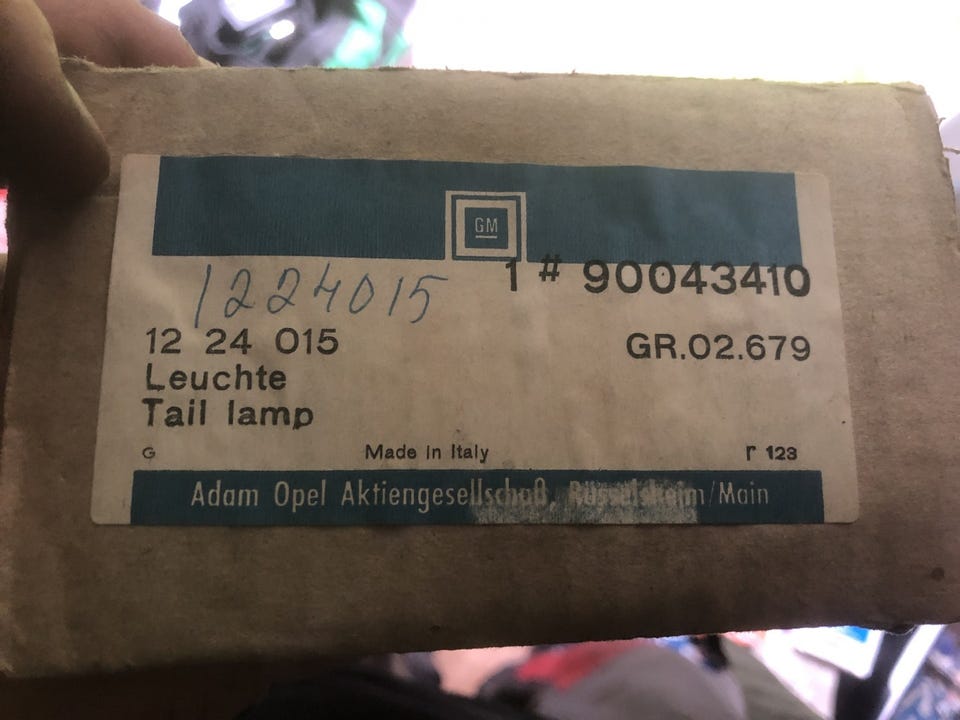 GM
1 # 90043410
1224015
12 24 015
GR.02.679
Leuchte
Tail lamp
G
Made in Italy
r 123
Adam Opel Aktiengesellschaft, Rüsselsheim/Main